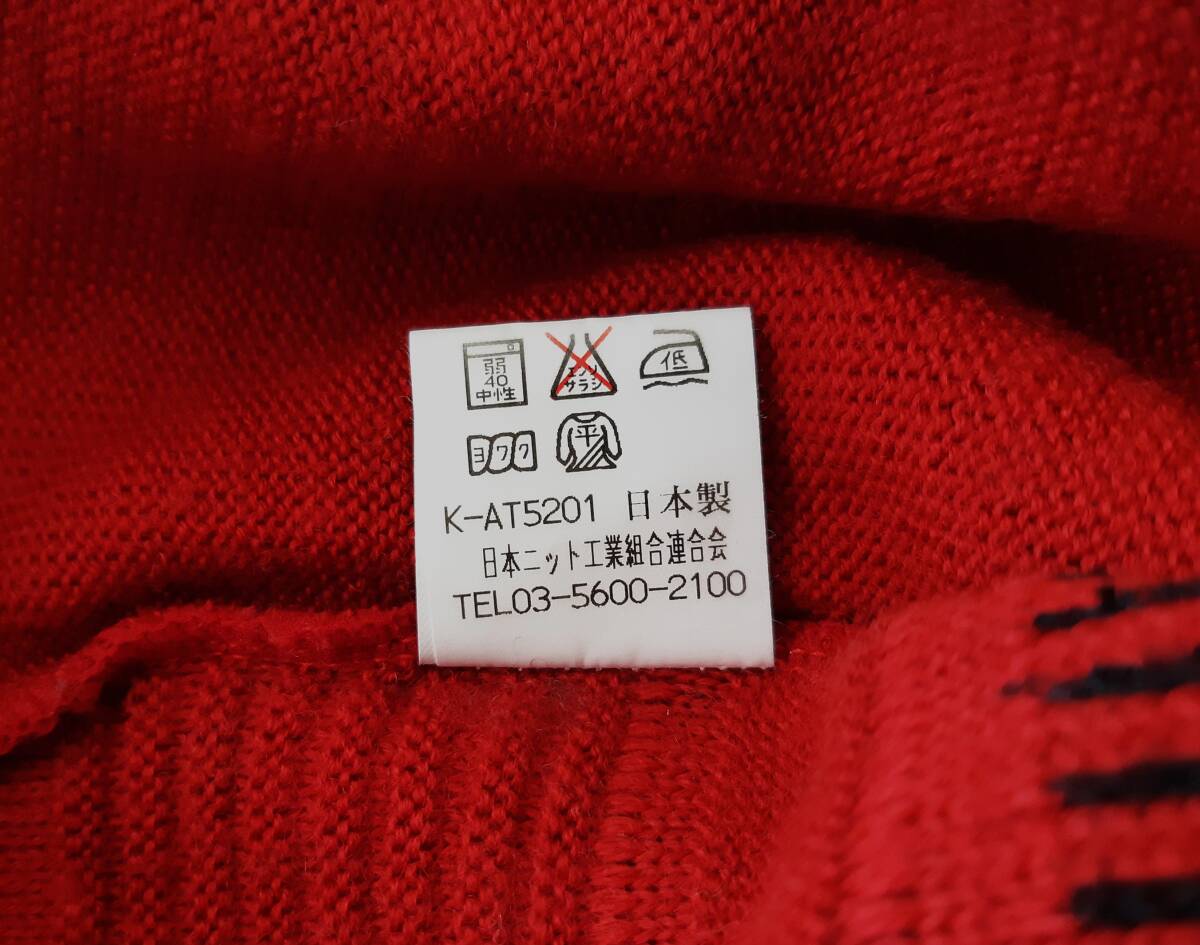 弱
40
中性
エンソ
サラシ
低
ヨワク
平
K-AT5201 日本製
日本ニット工業組合連合会
TEL03-5600-2100